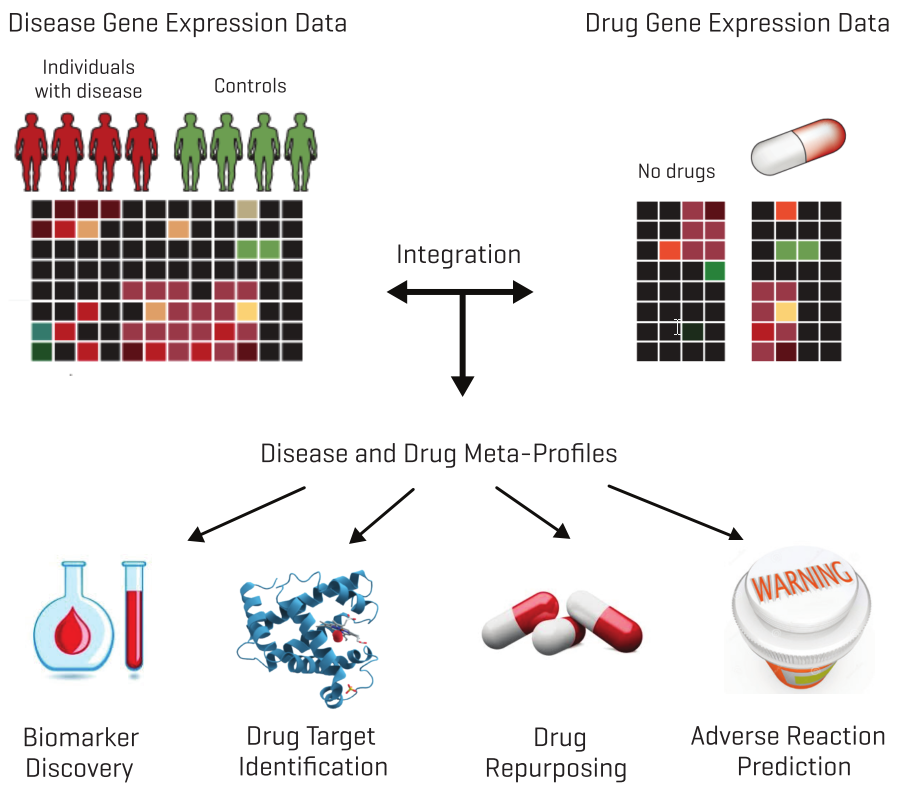 Disease Gene Expression Data
Drug Gene Expression Data
Individuals
with disease
Controls
No drugs
Integration
Disease and Drug Meta-Profiles
WARNING
Biomarker
Discovery
Drug Target
Identification
Drug
Repurposing
Adverse Reaction
Prediction